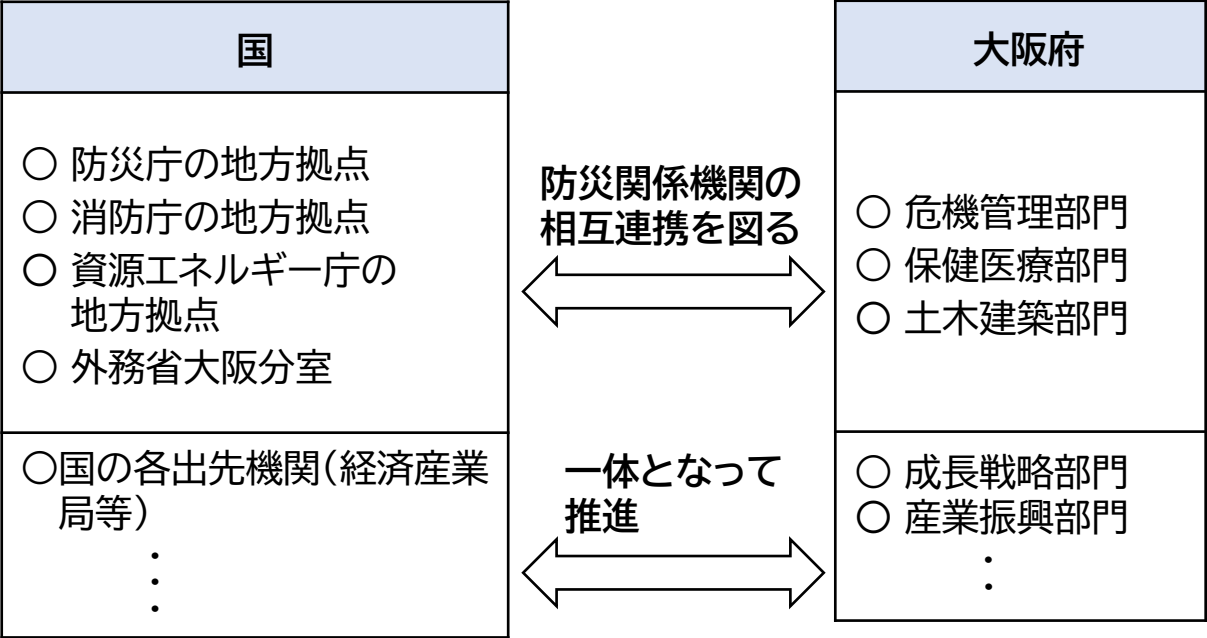 国
○ 防災庁の地方拠点
○ 消防庁の地方拠点
○ 資源エネルギー庁の
地方拠点
○ 外務省大阪分室
○国の各出先機関(経済産業
局等)
・
・
・
防災関係機関の
相互連携を図る
一体となって
推進
大阪府
○ 危機管理部門
○ 保健医療部門
○ 土木建築部門
○ 成長戦略部門
○ 産業振興部門
・
・